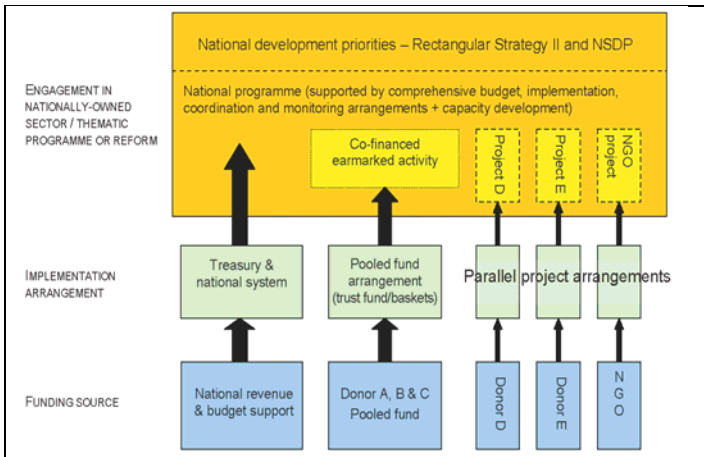 National development priorities – Rectangular Strategy II and NSDP
ENGAGEMENT IN
NATIONALLY-OWNED
SECTOR / THEMATIC
PROGRAMME OR REFORM
National programme (supported by comprehensive budget, implementation,
coordination and monitoring arrangements + capacity development)
Co-financed
earmarked activity
Project D
Project E
NGO
project
IMPLEMENTATION
ARRANGEMENT
Treasury &
national system
Pooled fund
arrangement
(trust fund/baskets)
Parallel project arrangements
FUNDING SOURCE
National revenue
& budget support
Donor A, B & C
Pooled fund
Donor D
Donor E
N
G
O